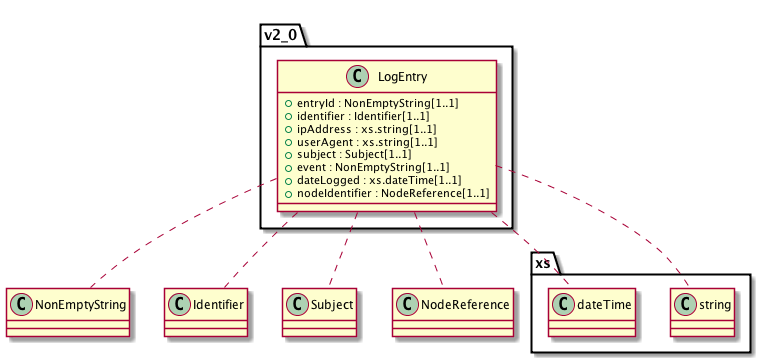 v2_0
C LogEntry
entryId : NonEmptyString[1..1]
identifier : Identifier[1..1]
ipAddress : xs.string[1..1]
userAgent : xs.string[1..1]
subject : Subject[1..1]
event : NonEmptyString[1..1]
dateLogged : xs.dateTime[1..1]
nodeIdentifier : NodeReference[1..1]
xs
C NonEmptyString
C Identifier
C Subject
C NodeReference
C dateTime
C string